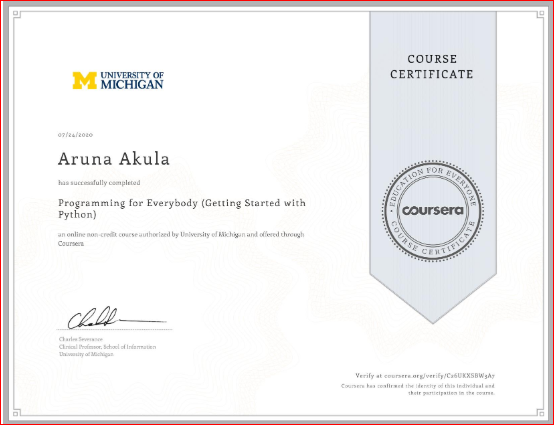 COURSE
CERTIFICATE
M UNIVERSITY OF
MICHIGAN
07/24/2020
Aruna Akula
has successfully completed
Programming for Everybody (Getting Started with
Python)
an online non-credit course authorized by University of Michigan and offered through
Coursera
EDUCATION FOR EVERYONE
coursera
COURSE CERTIFICATE
Charles Severance
Clinical Professor, School of Information
University of Michigan
Verify at coursera.org/verify/
Coursera has confirmed the identity of this individual and
their participation in the course.